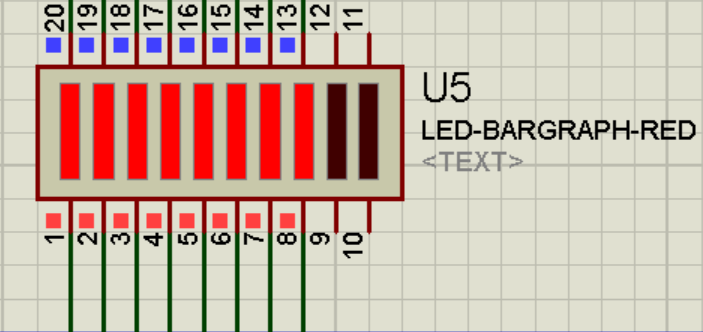 20 19 18 17 16 15 14 13 12 11
U5
LED-BARGRAPH-RED
<TEXT>
1 2 3 4 5 6 7 8 9 10